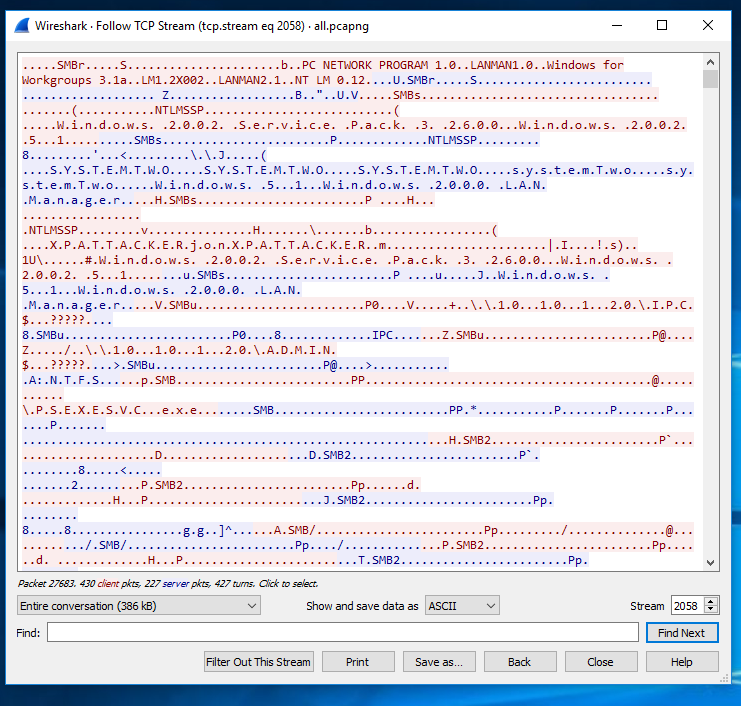 Wireshark · Follow TCP Stream (tcp.stream eq 2058) · all.pcapng
.....SMBr.....S......................b..PC NETWORK PROGRAM 1.0..LANMAN1.0..Windows for
Workgroups 3.1a..LM1.2X002..LANMAN2.1..NT LM 0.12....U.SMBr.....S........................
....................Z..................B.."..U.V.....SMBs.................................
.......(..........NTLMSSP.........................(
.....W.i.n.d.o.w.s. .2.0.0.2. .S.e.r.v.i.c.e. .P.a.c.k. .3. .2.6.0.0...W.i.n.d.o.w.s. .2.0.0.2.
.5...1..........SMBs........................P............NTLMSSP.........
8.........'...<.........\.\.J.....(
....S.Y.S.T.E.M.T.W.O.....S.Y.S.T.E.M.T.W.O.....S.Y.S.T.E.M.T.W.O.....s.y.s.t.e.m.T.w.o.....s.y.
s.t.e.m.T.w.o.....W.i.n.d.o.w.s. .5...1...W.i.n.d.o.w.s. .2.0.0.0. .L.A.N.
.M.a.n.a.g.e.r.....H.SMBs........................P ....H...
.................
.NTLMSSP.........v...............H.......\.......b.................(
....X.P.A.T.T.A.C.K.E.R.j.o.n.X.P.A.T.T.A.C.K.E.R..m.......................|.I....!.s)..
1U\......#.W.i.n.d.o.w.s. .2.0.0.2. .S.e.r.v.i.c.e. .P.a.c.k. .3. .2.6.0.0...W.i.n.d.o.w.s. .
2.0.0.2. .5...1.......u.SMBs........................P ....u.....J..W.i.n.d.o.w.s. .
5...1...W.i.n.d.o.w.s. .2.0.0.0. .L.A.N.
.M.a.n.a.g.e.r.....V.SMBu........................P0....V.....+..\.\.1.0...1.0...1...2.0.\.I.P.C.
$...?????....
8.SMBu........................P0....8.............IPC.......Z.SMBu........................P@....
Z...../..\.\.1.0...1.0...1...2.0.\.A.D.M.I.N.
$...?????....>.SMBu........................P@....>...........
.A:.N.T.F.S......p.SMB.........................PP......................................@.....
......
\.P.S.E.X.E.S.V.C...e.x.e........SMB.........................PP.*...........P.......P.......P...
....P.......
..........................................................H.SMB2........................P`...
...................D...................D.SMB2........................P`.
........8.....<.....
.......2......P.SMB2........................Pp......d.
.............H...P.......................J.SMB2........................Pp.
........
8.....8................g.g..]^......A.SMB/........................Pp........./..............@...
........../.SMB/........................Pp..../..............P.SMB2........................Pp....
..d. .............H...P.........................T.SMB2........................Pp.
Packet 27683. 430 client pkts, 227 server pkts, 427 turns. Click to select.
Entire conversation (386 kB) Show and save data as ASCII Stream 2058
Find: Find Next
Filter Out This Stream Print Save as... Back Close Help